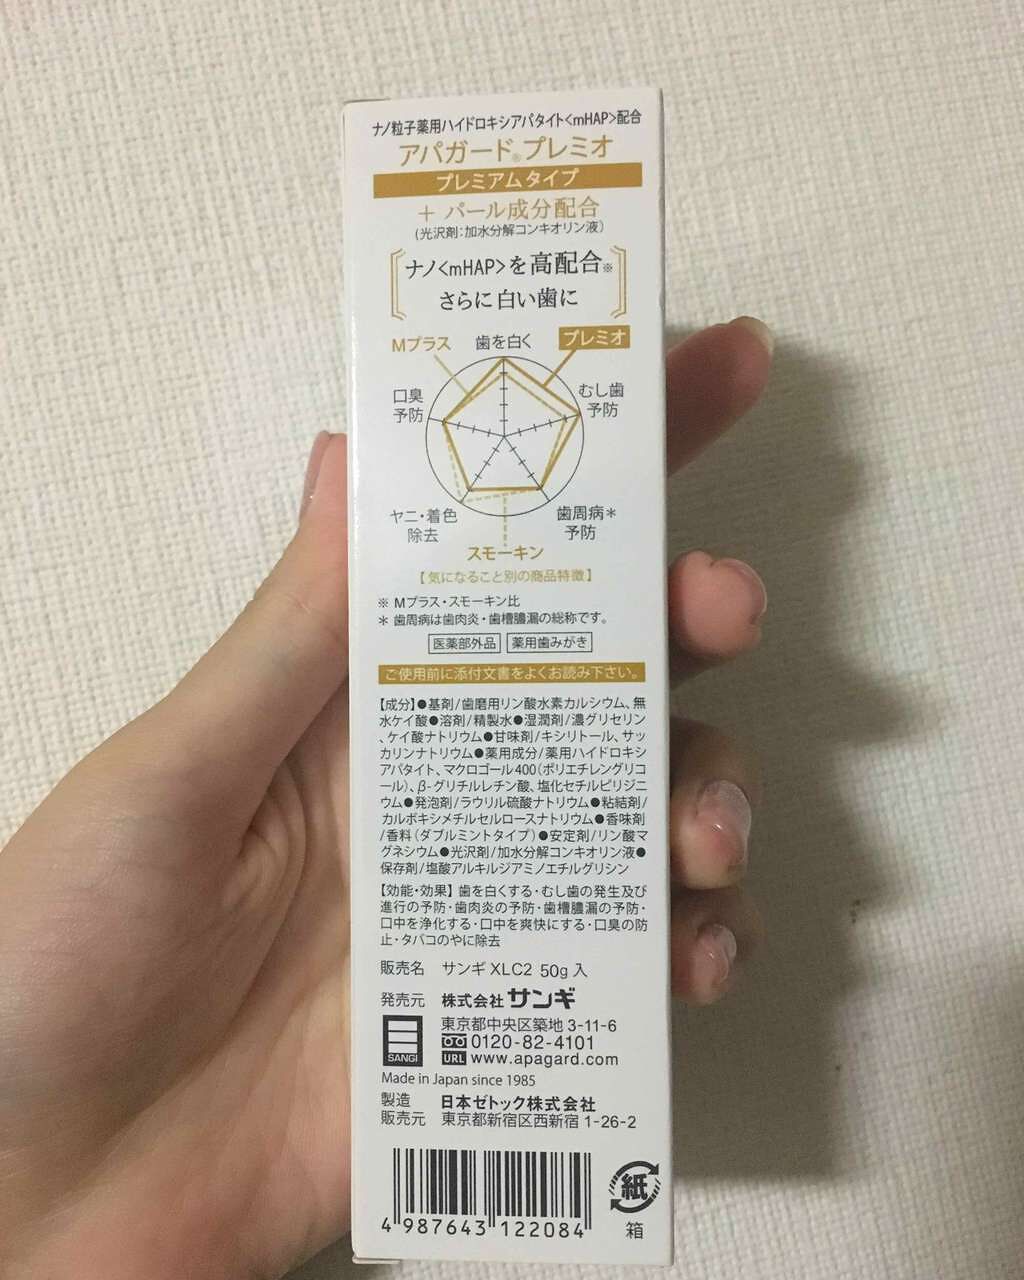 ナノ粒子薬用ハイドロキシアパタイト<mHAP>配合
アパガード®プレミオ
プレミアムタイプ
+ パール成分配合
(光沢剤:加水分解コンキオリン液)
ナノ<mHAP>を高配合※
さらに白い歯に
Mプラス 歯を白く プレミオ
口臭
予防
むし歯
予防
ヤニ・着色
除去
歯周病*
予防
スモーキン
【気になること別の商品特徴】
※ Mプラス・スモーキン比
* 歯周病は歯肉炎・歯槽膿漏の総称です。
医薬部外品 薬用歯みがき
ご使用前に添付文書をよくお読み下さい。
【成分】●基剤/歯磨用リン酸水素カルシウム、無
水ケイ酸●溶剤/精製水●湿潤剤/濃グリセリン
、ケイ酸ナトリウム●甘味剤/キシリトール、サッ
カリンナトリウム●薬用成分/薬用ハイドロキシ
アパタイト、マクロゴール400(ポリエチレングリコ
ール)、β-グリチルレチン酸、塩化セチルピリジニ
ウム●発泡剤/ラウリル硫酸ナトリウム●粘結剤/
カルボキシメチルセルロースナトリウム●香味剤
/香料(ダブルミントタイプ)●安定剤/リン酸マ
グネシウム●光沢剤/加水分解コンキオリン液●
保存剤/塩酸アルキルジアミノエチルグリシン
【効能・効果】歯を白くする・むし歯の発生及び
進行の予防・歯肉炎の予防・歯槽膿漏の予防・
口中を浄化する・口中を爽快にする・口臭の防
止・タバコのやに除去
販売名 サンギ XLC2 50g 入
発売元 株式会社 サンギ
東京都中央区築地 3-11-6
0120-82-4101
SANGI
URL www.apagard.com
Made in Japan since 1985
製造
販売元
日本ゼトック株式会社
東京都新宿区西新宿 1-26-2
4 987643 122084
紙
箱